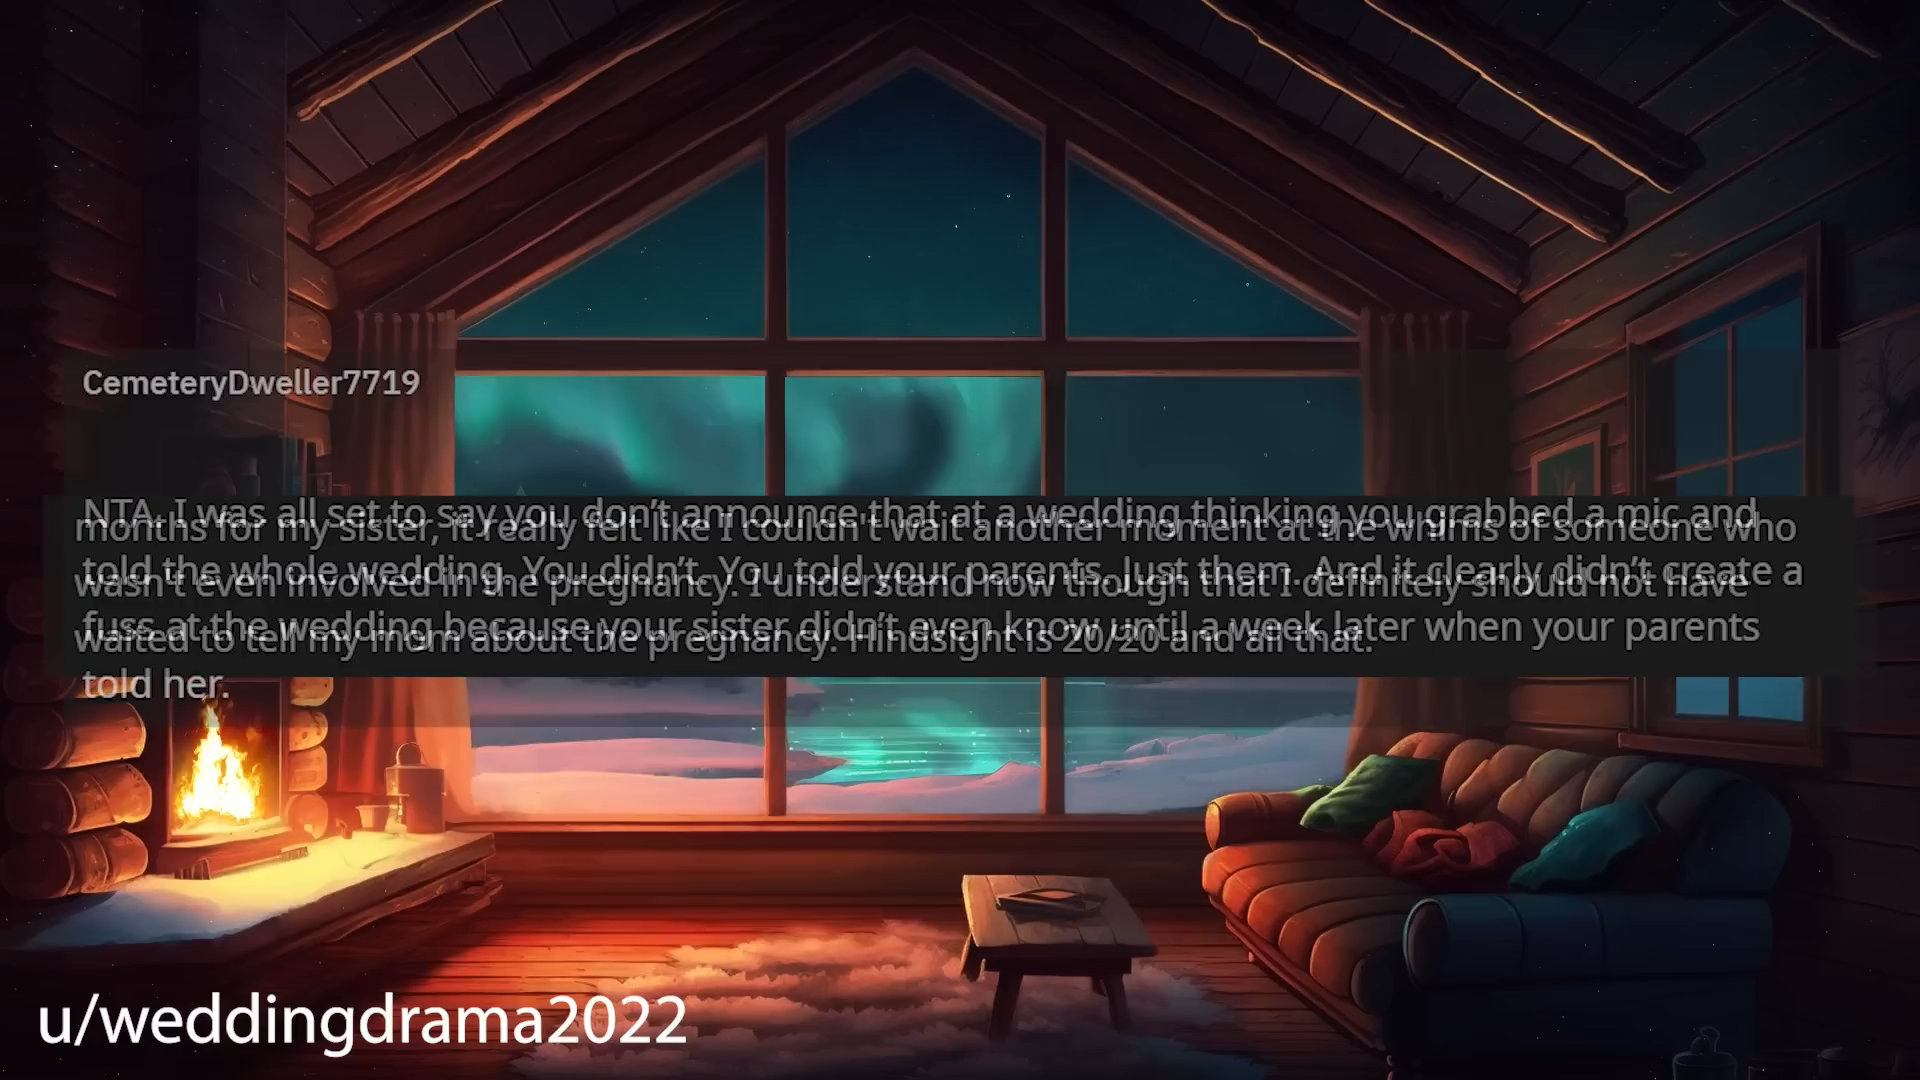 CemeteryDweller7719
NTA. I was all set to say you don’t announce that at a wedding thinking you grabbed a mic and
months for my sister, it really felt like I couldn't wait another moment at the whims of someone who
told the whole wedding. You didn’t. You told your parents. Just them. And it clearly didn’t create a
wasn't even involved in the pregnancy. I understand now though that I definitely should not have
fuss at the wedding because your sister didn’t even know until a week later when your parents
waited to tell my mom about the pregnancy. Hindsight is 20/20 and all that.
told her.
u/weddingdrama2022